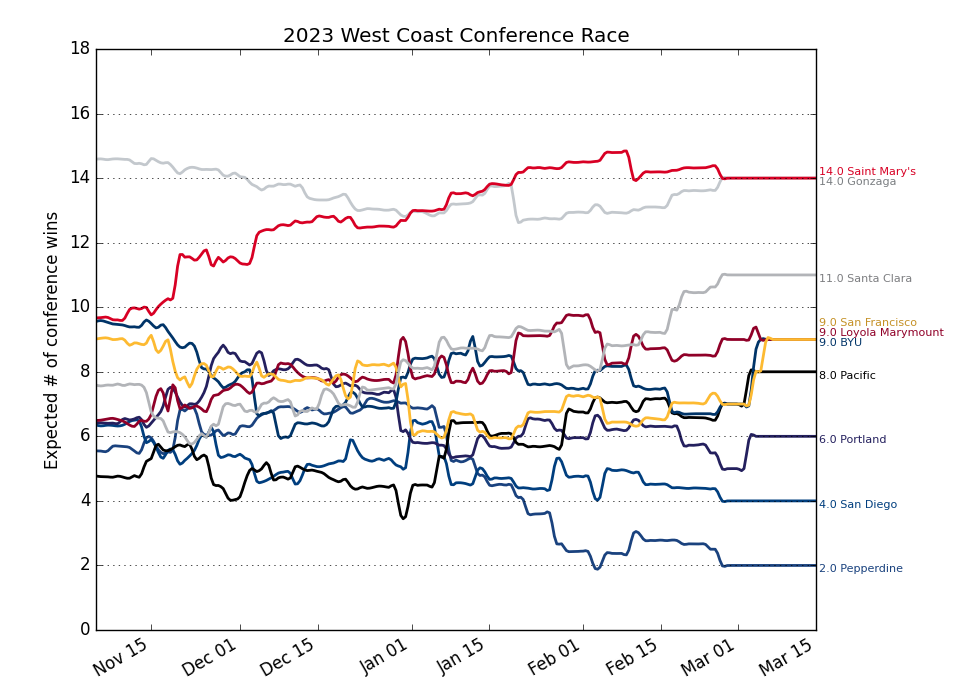 2023 West Coast Conference Race
Expected # of conference wins
18
16
14
12
10
8
6
4
2
0
14.0 Saint Mary's
14.0 Gonzaga
11.0 Santa Clara
9.0 San Francisco
9.0 Loyola Marymount
9.0 BYU
8.0 Pacific
6.0 Portland
4.0 San Diego
2.0 Pepperdine
Nov 15
Dec 01
Dec 15
Jan 01
Jan 15
Feb 01
Feb 15
Mar 01
Mar 15